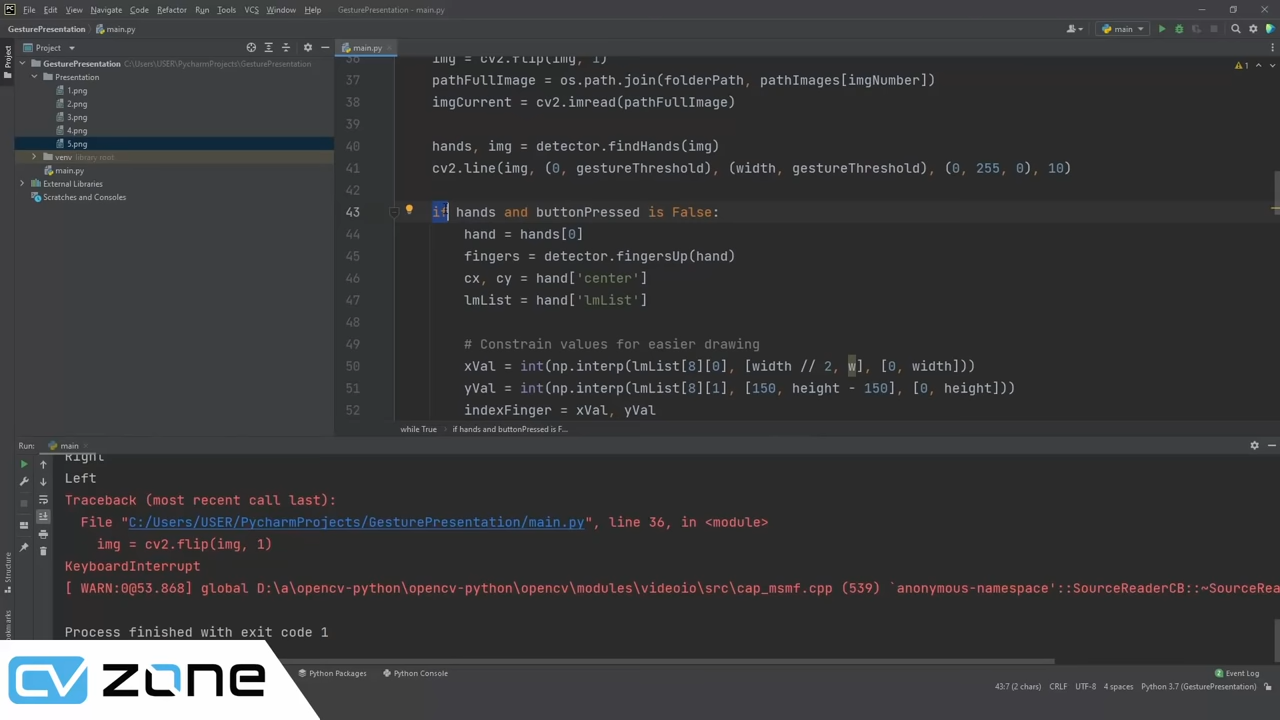 File Edit View Navigate Code Refactor Run Tools VCS Window Help GesturePresentation - main.py
GesturePresentation main.py main
Project main.py
GesturePresentation C:\Users\USER\PycharmProjects\GesturePresentation
Presentation
1.png
2.png
3.png
4.png
5.png
venv library root
main.py
External Libraries
Scratches and Consoles
Project
Structure
Bookmarks
1
36 img = cv2.flip(img, 1)
37 pathFullImage = os.path.join(folderPath, pathImages[imgNumber])
38 imgCurrent = cv2.imread(pathFullImage)
39
40 hands, img = detector.findHands(img)
41 cv2.line(img, (0, gestureThreshold), (width, gestureThreshold), (0, 255, 0), 10)
42
43 if hands and buttonPressed is False:
44 hand = hands[0]
45 fingers = detector.fingersUp(hand)
46 cx, cy = hand['center']
47 lmList = hand['lmList']
48
49 # Constrain values for easier drawing
50 xVal = int(np.interp(lmList[8][0], [width // 2, w], [0, width]))
51 yVal = int(np.interp(lmList[8][1], [150, height - 150], [0, height]))
52 indexFinger = xVal, yVal
while True if hands and buttonPressed is F...
Run: main
Right
Left
Traceback (most recent call last):
File "C:/Users/USER/PycharmProjects/GesturePresentation/main.py", line 36, in <module>
img = cv2.flip(img, 1)
KeyboardInterrupt
[ WARN:0@53.868] global D:\a\opencv-python\opencv-python\opencv\modules\videoio\src\cap_msmf.cpp (539) `anonymous-namespace'::SourceReaderCB::~SourceRea
Process finished with exit code 1
Python Packages Python Console Event Log
43:7 (2 chars) CRLF UTF-8 4 spaces Python 3.7 (GesturePresentation)
CVZONE